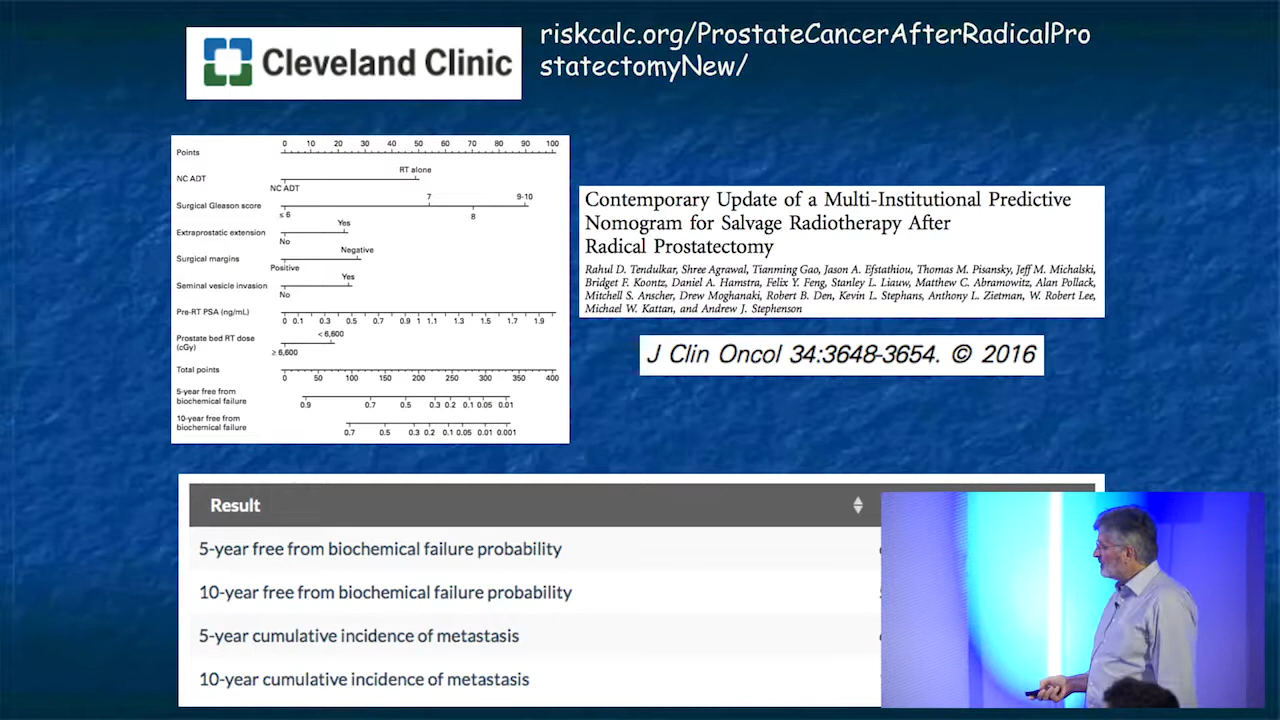 Cleveland Clinic
riskcalc.org/ProstateCancerAfterRadicalPro
statectomyNew/
Points
0 10 20 30 40 50 60 70 80 90 100
NC ADT
RT alone
NC ADT
Surgical Gleason score
7 9-10
≤ 6 8
Extraprostatic extension
Yes
No
Surgical margins
Negative
Positive
Seminal vesicle invasion
Yes
No
Pre-RT PSA (ng/mL)
0 0.1 0.3 0.5 0.7 0.9 1 1.1 1.3 1.5 1.7 1.9
Prostate bed RT dose
(cGy)
< 6,600
≥ 6,600
Total points
0 50 100 150 200 250 300 350 400
5-year free from
biochemical failure
0.9 0.7 0.5 0.3 0.2 0.1 0.05 0.01
10-year free from
biochemical failure
0.7 0.5 0.3 0.2 0.1 0.05 0.01 0.001
Contemporary Update of a Multi-Institutional Predictive
Nomogram for Salvage Radiotherapy After
Radical Prostatectomy
Rahul D. Tendulkar, Shree Agrawal, Tianming Gao, Jason A. Efstathiou, Thomas M. Pisansky, Jeff M. Michalski,
Bridget F. Koontz, Daniel A. Hamstra, Felix Y. Feng, Stanley L. Liauw, Matthew C. Abramowitz, Alan Pollack,
Mitchell S. Anscher, Drew Moghanaki, Robert B. Den, Kevin L. Stephans, Anthony L. Zietman, W. Robert Lee,
Michael W. Kattan, and Andrew J. Stephenson
J Clin Oncol 34:3648-3654. © 2016
Result
5-year free from biochemical failure probability
10-year free from biochemical failure probability
5-year cumulative incidence of metastasis
10-year cumulative incidence of metastasis